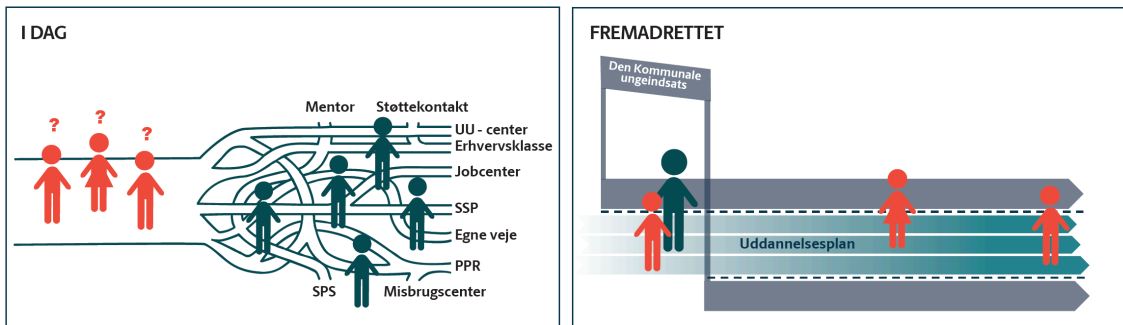 I DAG
?
?
?
Mentor
Støttekontakt
UU - center
Erhvervsklasse
Jobcenter
SSP
Egne veje
PPR
SPS
Misbrugscenter
FREMADRETTET
Den Kommunale
ungeindsats
Uddannelsesplan